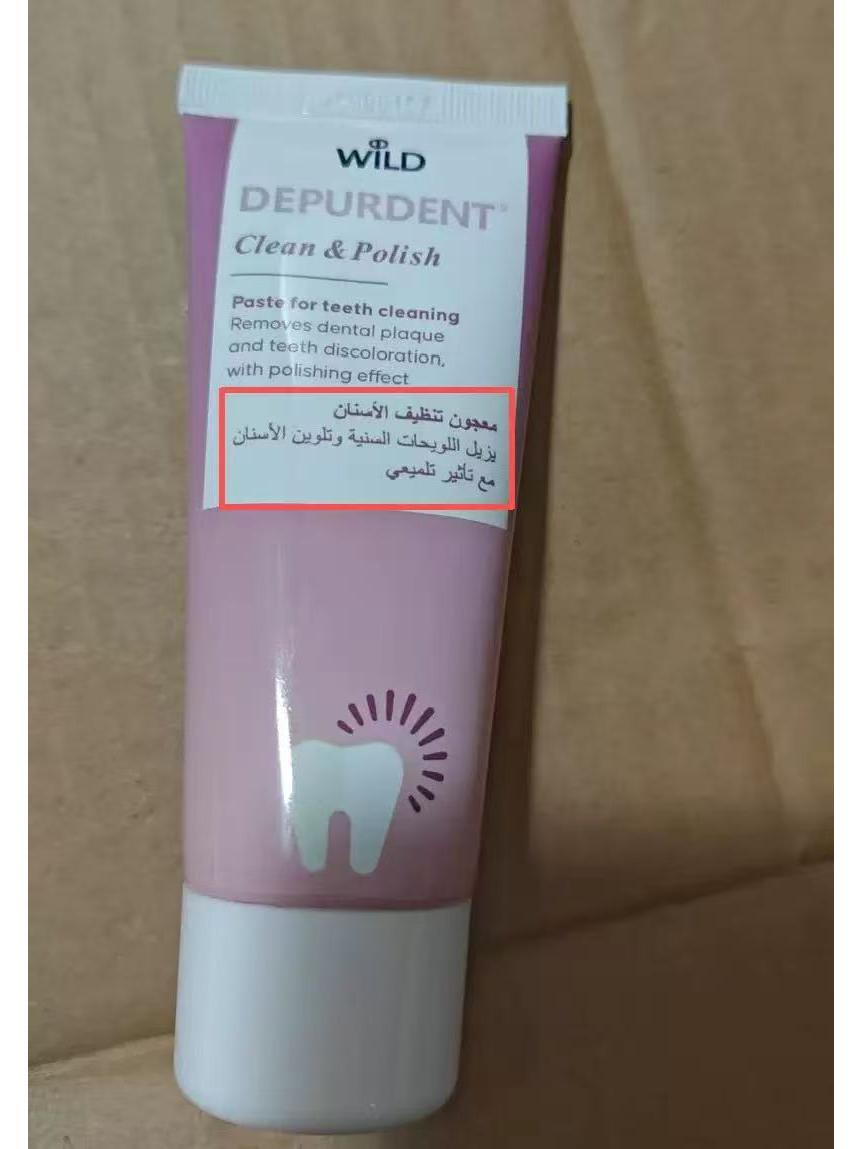 WILD
DEPURDENT®
Clean & Polish
Paste for teeth cleaning
Removes dental plaque
and teeth discoloration,
with polishing effect
معجون تنظيف الأسنان
يزيل اللويحات السنية وتلوين الأسنان
مع تأثير تلميعي